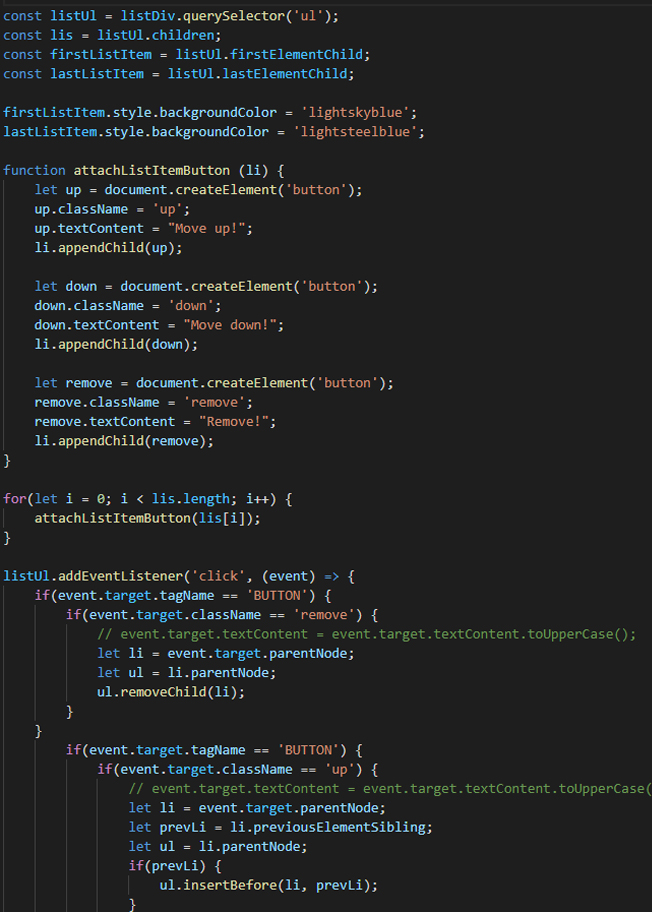 const listUl = listDiv.querySelector('ul');
const lis = listUl.children;
const firstListItem = listUl.firstElementChild;
const lastListItem = listUl.lastElementChild;

firstListItem.style.backgroundColor = 'lightskyblue';
lastListItem.style.backgroundColor = 'lightsteelblue';

function attachListItemButton (li) {
    let up = document.createElement('button');
    up.className = 'up';
    up.textContent = "Move up!";
    li.appendChild(up);

    let down = document.createElement('button');
    down.className = 'down';
    down.textContent = "Move down!";
    li.appendChild(down);

    let remove = document.createElement('button');
    remove.className = 'remove';
    remove.textContent = "Remove!";
    li.appendChild(remove);
}

for(let i = 0; i < lis.length; i++) {
    attachListItemButton(lis[i]);
}

listUl.addEventListener('click', (event) => {
    if(event.target.tagName == 'BUTTON') {
        if(event.target.className == 'remove') {
            // event.target.textContent = event.target.textContent.toUpperCase();
            let li = event.target.parentNode;
            let ul = li.parentNode;
            ul.removeChild(li);
        }
    }
        if(event.target.tagName == 'BUTTON') {
            if(event.target.className == 'up') {
                // event.target.textContent = event.target.textContent.toUpperCase(
                let li = event.target.parentNode;
                let prevLi = li.previousElementSibling;
                let ul = li.parentNode;
                if(prevLi) {
                    ul.insertBefore(li, prevLi);
                }